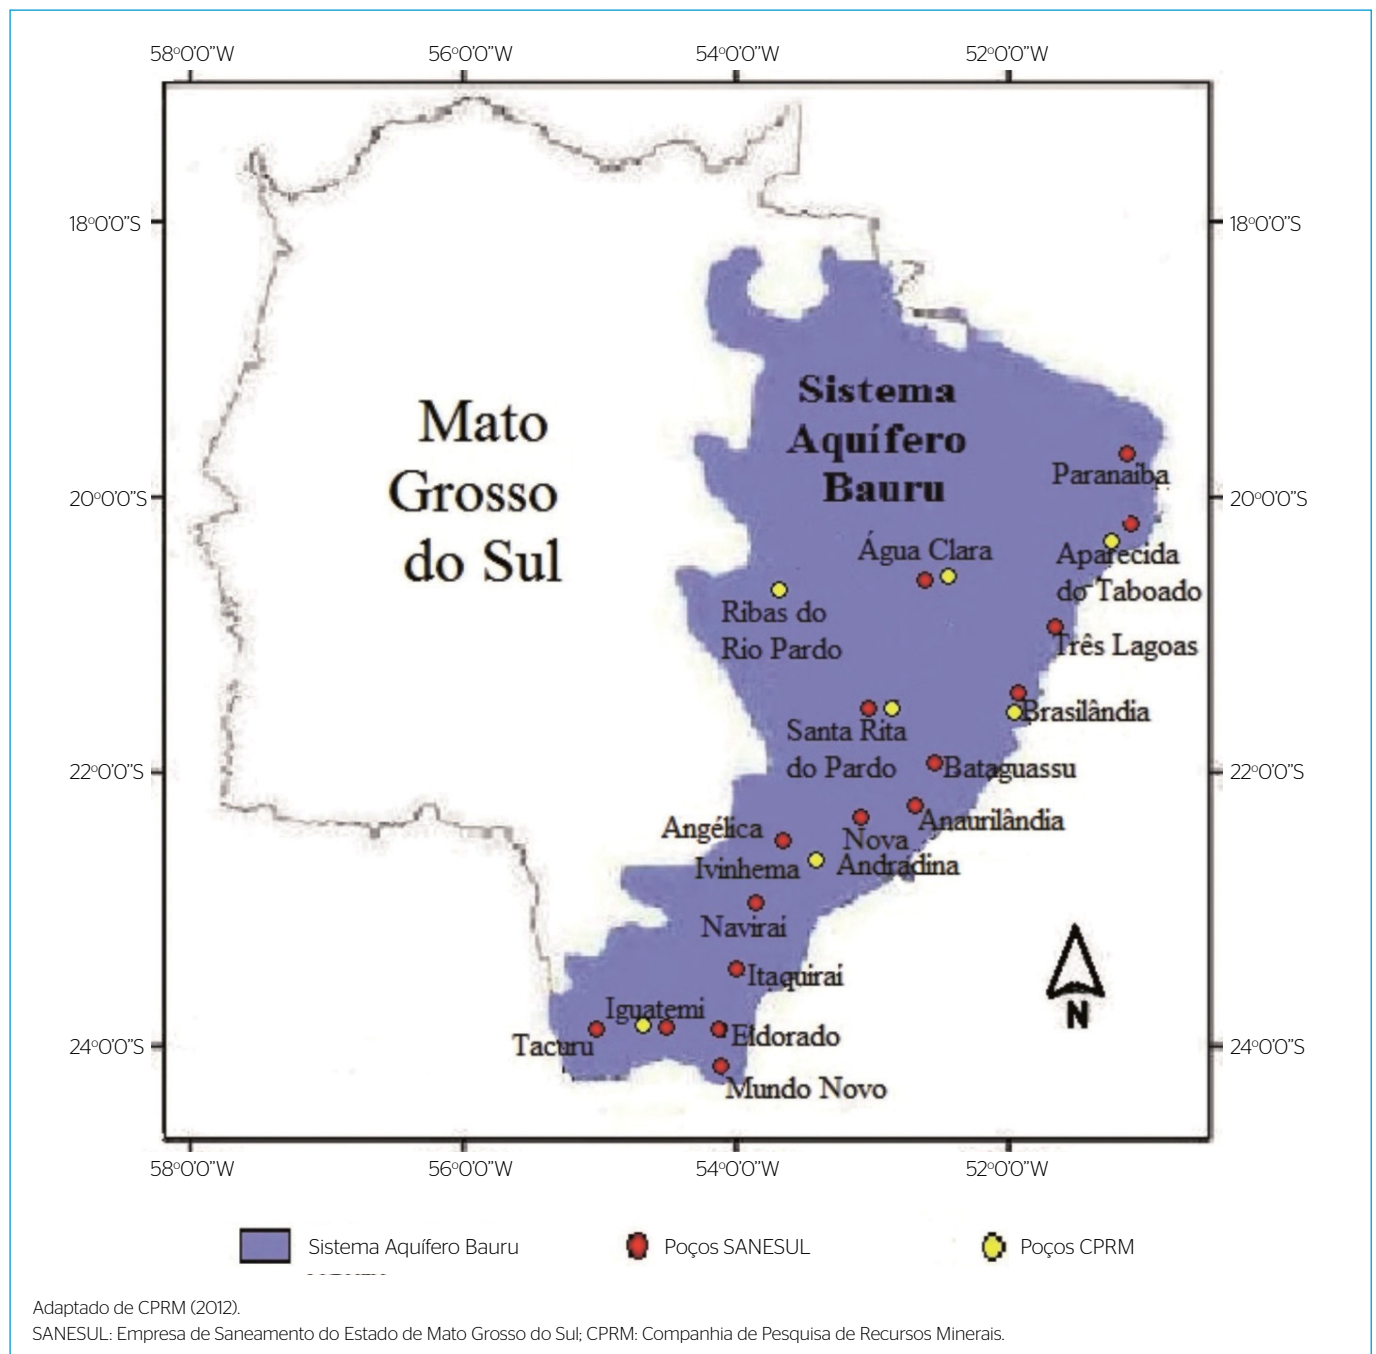 58°0'0"W 56°0'0"W 54°0'0"W 52°0'0"W
18°0'0"S 18°0'0"S
Sistema
Aquífero
Bauru
Mato
Grosso
do Sul
Paranaiba
20°0'0"S 20°0'0"S
Água Clara
Aparecida
do Taboado
Ribas do
Rio Pardo
Três Lagoas
Brasilândia
Santa Rita
do Pardo
Bataguassu
22°0'0"S 22°0'0"S
Anaurilândia
Angélica
Nova
Andradina
Ivinhema
Naviraí
Itaquiraí
Iguatemi
Eldorado
Tacuru
24°0'0"S 24°0'0"S
Mundo Novo
N
58°0'0"W 56°0'0"W 54°0'0"W 52°0'0"W
Sistema Aquífero Bauru Poços SANESUL Poços CPRM
Adaptado de CPRM (2012).
SANESUL: Empresa de Saneamento do Estado de Mato Grosso do Sul; CPRM: Companhia de Pesquisa de Recursos Minerais.